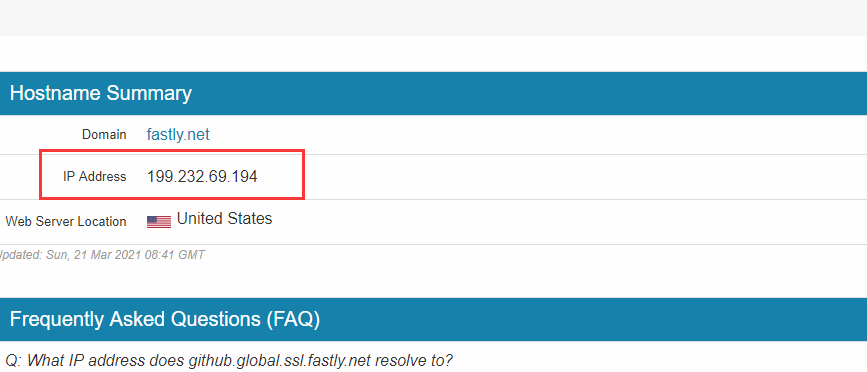 Hostname Summary
Domain fastly.net
IP Address 199.232.69.194
Web Server Location United States
Updated: Sun, 21 Mar 2021 08:41 GMT
Frequently Asked Questions (FAQ)
Q: What IP address does github.global.ssl.fastly.net resolve to?